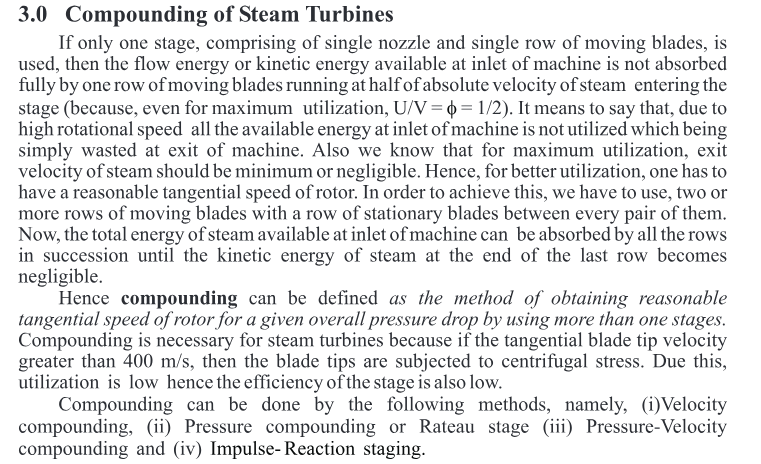 3.0 Compounding of Steam Turbines
If only one stage, comprising of single nozzle and single row of moving blades, is
used, then the flow energy or kinetic energy available at inlet of machine is not absorbed
fully by one row of moving blades running at half of absolute velocity of steam entering the
stage (because, even for maximum utilization, U/V = ϕ = 1/2). It means to say that, due to
high rotational speed all the available energy at inlet of machine is not utilized which being
simply wasted at exit of machine. Also we know that for maximum utilization, exit
velocity of steam should be minimum or negligible. Hence, for better utilization, one has to
have a reasonable tangential speed of rotor. In order to achieve this, we have to use, two or
more rows of moving blades with a row of stationary blades between every pair of them.
Now, the total energy of steam available at inlet of machine can be absorbed by all the rows
in succession until the kinetic energy of steam at the end of the last row becomes
negligible.
Hence compounding can be defined as the method of obtaining reasonable
tangential speed of rotor for a given overall pressure drop by using more than one stages.
Compounding is necessary for steam turbines because if the tangential blade tip velocity
greater than 400 m/s, then the blade tips are subjected to centrifugal stress. Due this,
utilization is low hence the efficiency of the stage is also low.
Compounding can be done by the following methods, namely, (i)Velocity
compounding, (ii) Pressure compounding or Rateau stage (iii) Pressure-Velocity
compounding and (iv) Impulse- Reaction staging.